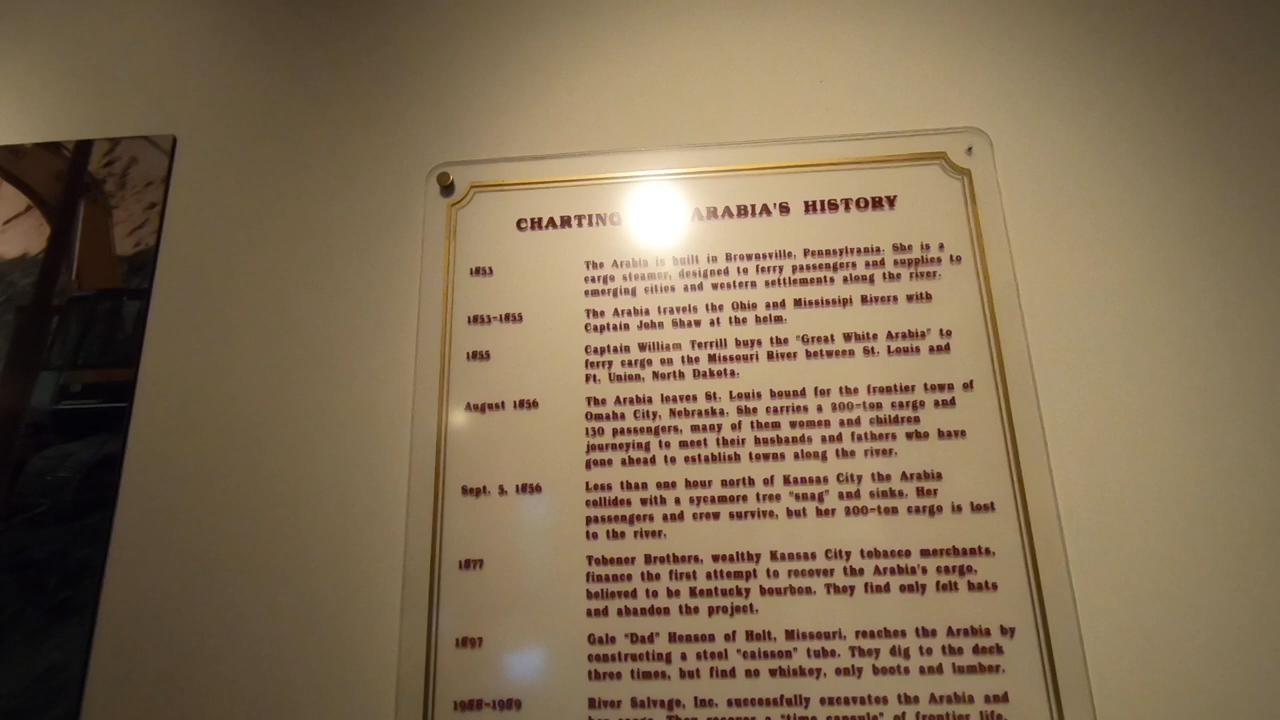 CHARTING ARABIA'S HISTORY
1853
The Arabia is built in Brownsville, Pennsylvania. She is a
cargo steamer, designed to ferry passengers and supplies to
emerging cities and western settlements along the river.
1853-1855
The Arabia travels the Ohio and Mississipi Rivers with
Captain John Shaw at the helm.
1855
Captain William Terrill buys the "Great White Arabia" to
ferry cargo on the Missouri River between St. Louis and
Ft. Union, North Dakota.
August 1856
The Arabia leaves St. Louis bound for the frontier town of
Omaha City, Nebraska. She carries a 200-ton cargo and
130 passengers, many of them women and children
journeying to meet their husbands and fathers who have
gone ahead to establish towns along the river.
Sept. 5, 1856
Less than one hour north of Kansas City the Arabia
collides with a sycamore tree "snag" and sinks. Her
passengers and crew survive, but her 200-ton cargo is lost
to the river.
1877
Tobener Brothers, wealthy Kansas City tobacco merchants,
finance the first attempt to recover the Arabia's cargo,
believed to be Kentucky bourbon. They find only felt hats
and abandon the project.
1897
Gale "Dad" Henson of Holt, Missouri, reaches the Arabia by
constructing a steel "caisson" tube. They dig to the deck
three times, but find no whiskey, only boots and lumber.
1988-1989
River Salvage, Inc. successfully excavates the Arabia and
her cargo. They recover a "time capsule" of frontier life,